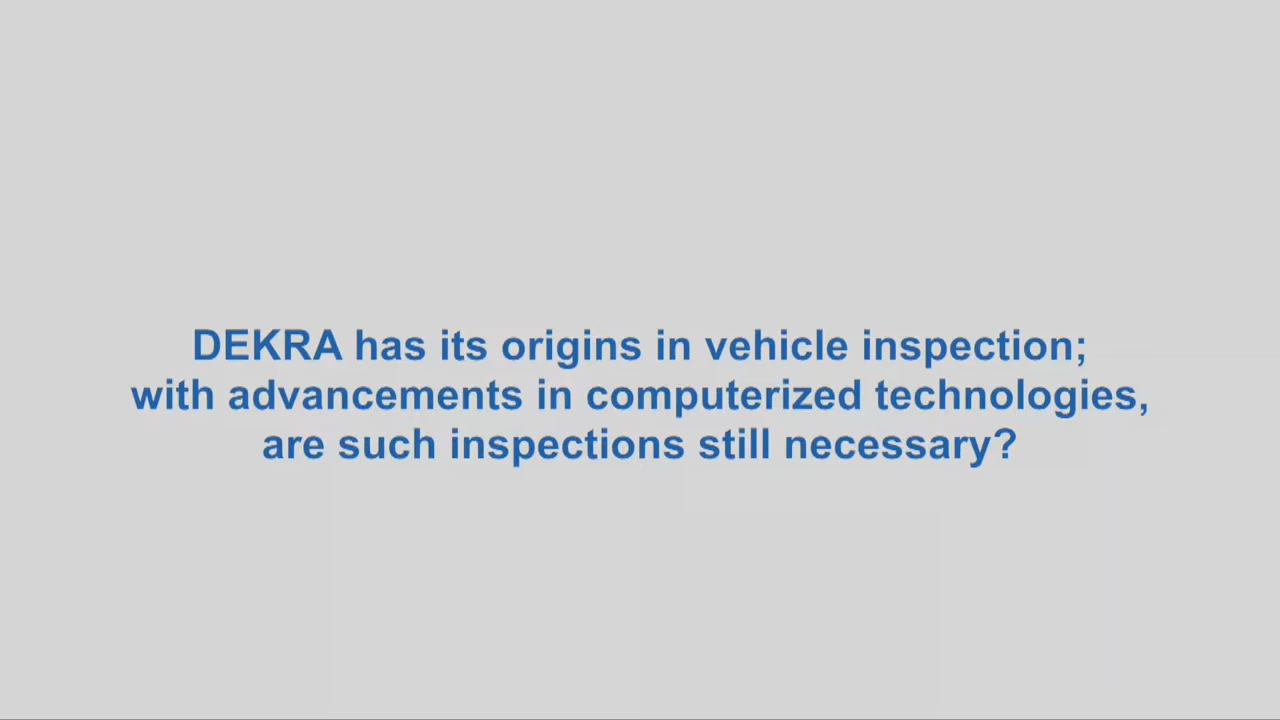 DEKRA has its origins in vehicle inspection;
with advancements in computerized technologies,
are such inspections still necessary?